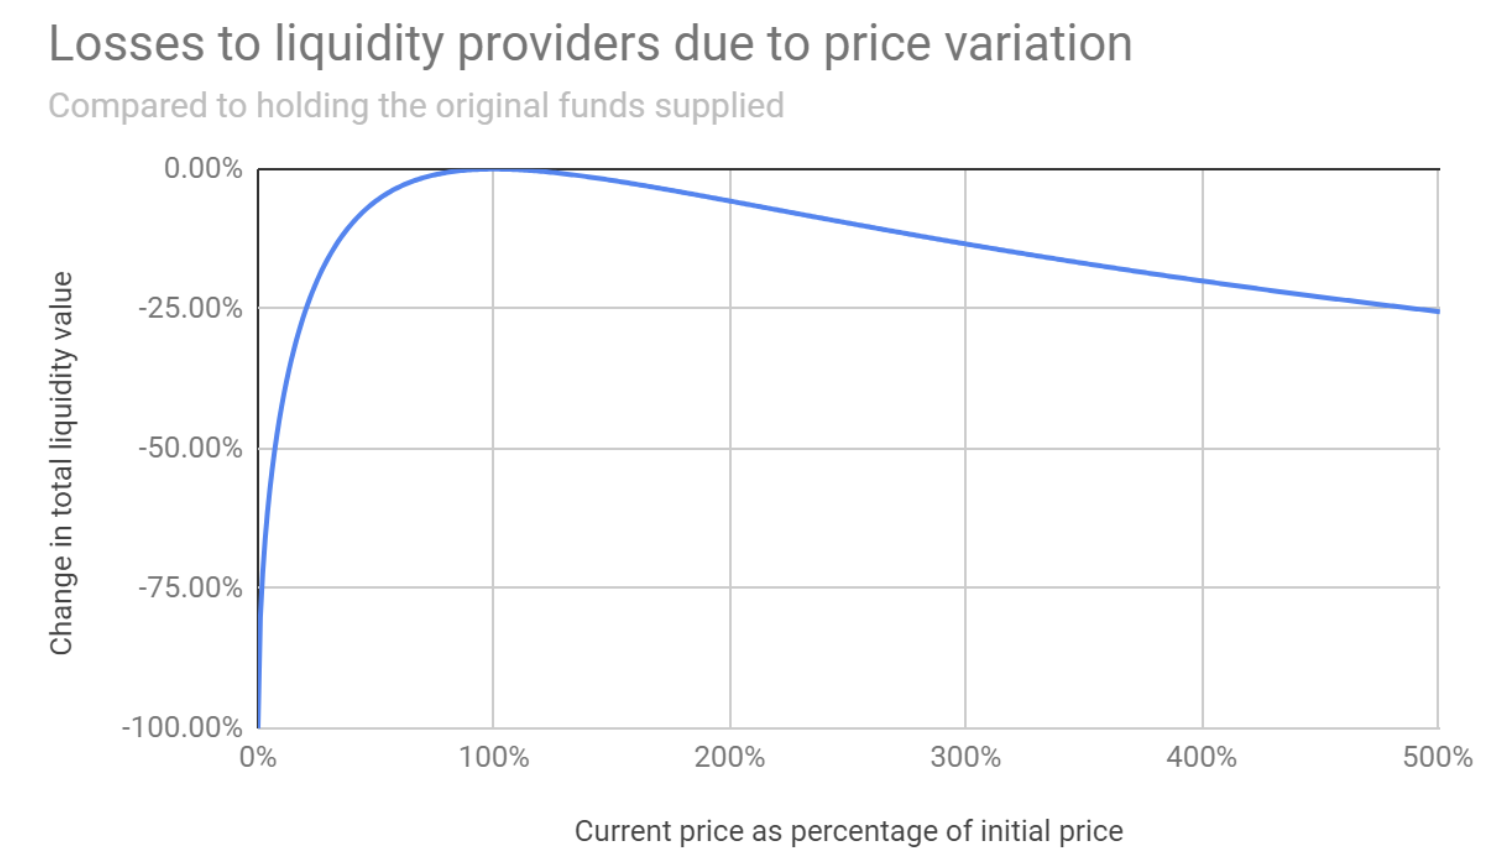 Losses to liquidity providers due to price variation
Compared to holding the original funds supplied
Change in total liquidity value
0.00%
-25.00%
-50.00%
-75.00%
-100.00%
0% 100% 200% 300% 400% 500%
Current price as percentage of initial price